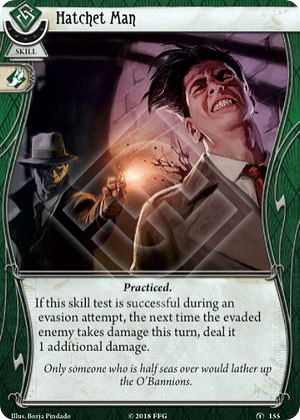 Hatchet Man
SKILL
Practiced.
If this skill test is successful during an
evasion attempt, the next time the evaded
enemy takes damage this turn, deal it
1 additional damage.
Only someone who is half seas over would lather up
the O'Bannions.
Illus. Borja Pindado
© 2018 FFG
155